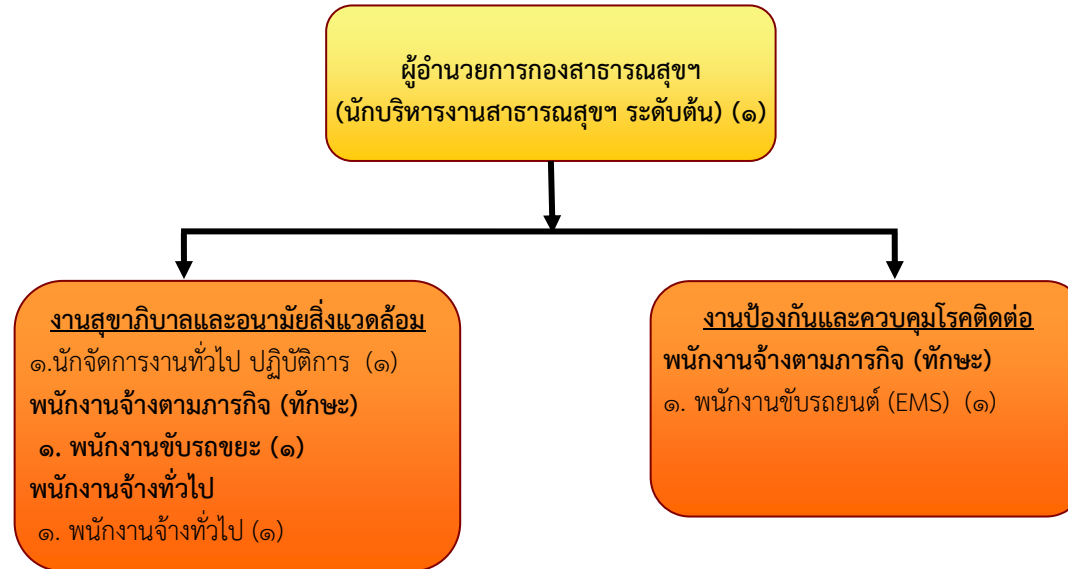 ผู้อำนวยการกองสาธารณสุขฯ
(นักบริหารงานสาธารณสุขฯ ระดับต้น) (๑)
งานสุขาภิบาลและอนามัยสิ่งแวดล้อม
๑.นักจัดการงานทั่วไป ปฏิบัติการ (๑)
พนักงานจ้างตามภารกิจ (ทักษะ)
๑. พนักงานขับรถขยะ (๑)
พนักงานจ้างทั่วไป
๑. พนักงานจ้างทั่วไป (๑)
งานป้องกันและควบคุมโรคติดต่อ
พนักงานจ้างตามภารกิจ (ทักษะ)
๑. พนักงานขับรถยนต์ (EMS) (๑)